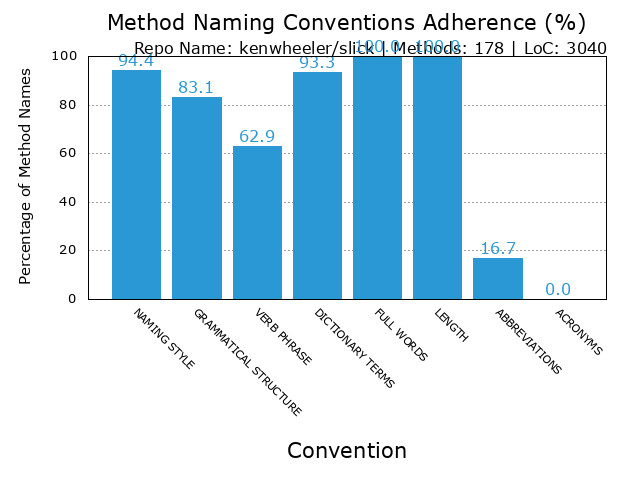 Method Naming Conventions Adherence (%)
Repo Name: kenwheeler/slick | Methods: 178 | LoC: 3040
Percentage of Method Names
100
80
60
40
20
0
94.4
83.1
62.9
93.3
100.0
100.0
16.7
0.0
NAMING STYLE
GRAMMATICAL STRUCTURE
VERB PHRASE
DICTIONARY TERMS
FULL WORDS
LENGTH
ABBREVIATIONS
ACRONYMS
Convention